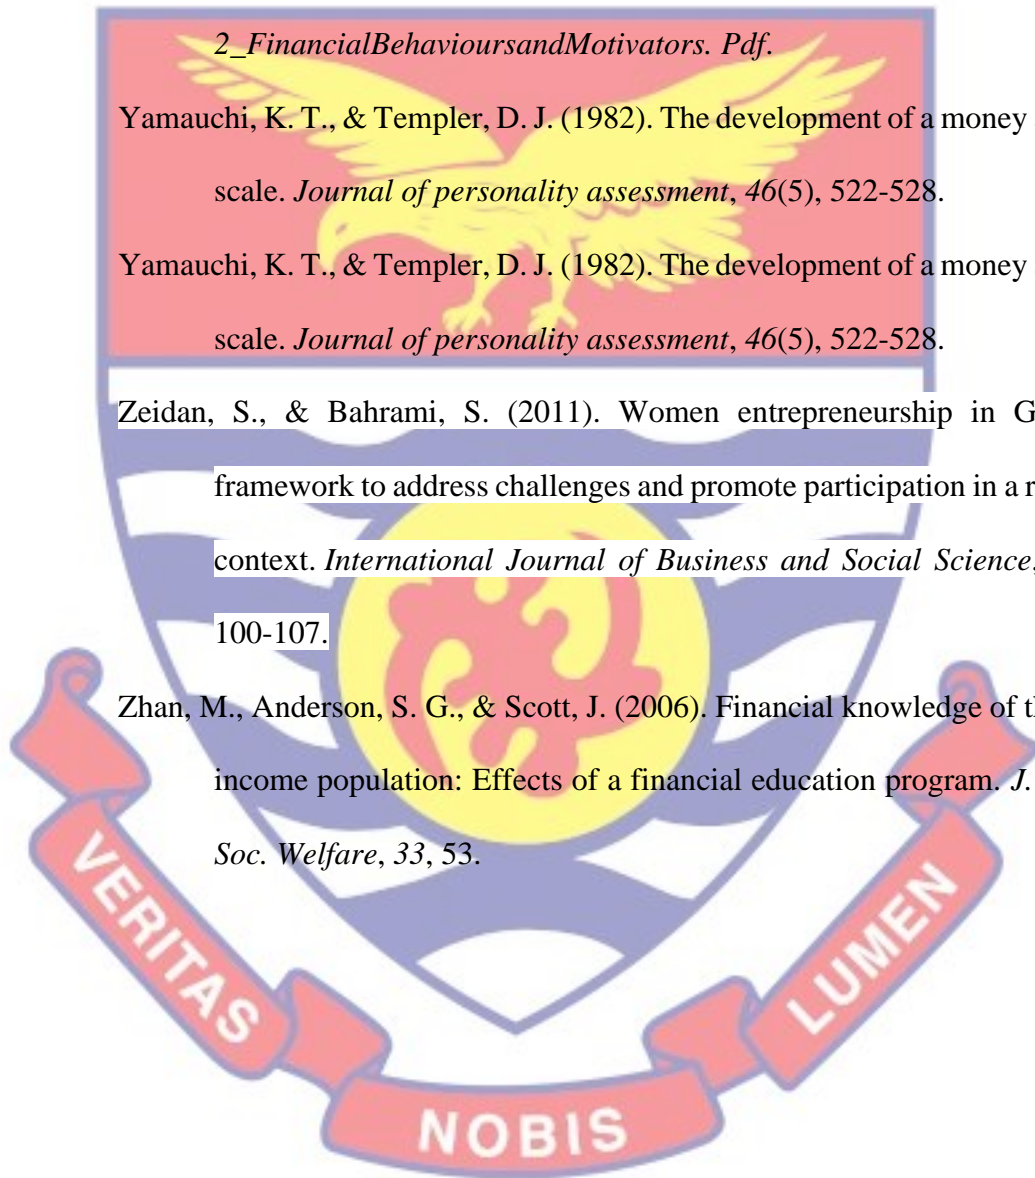 2_FinancialBehavioursandMotivators. Pdf.
Yamauchi, K. T., & Templer, D. J. (1982). The development of a money
scale. Journal of personality assessment, 46(5), 522-528.
Yamauchi, K. T., & Templer, D. J. (1982). The development of a money
scale. Journal of personality assessment, 46(5), 522-528.
Zeidan, S., & Bahrami, S. (2011). Women entrepreneurship in G
framework to address challenges and promote participation in a r
context. International Journal of Business and Social Science,
100-107.
Zhan, M., Anderson, S. G., & Scott, J. (2006). Financial knowledge of t
income population: Effects of a financial education program. J.
Soc. Welfare, 33, 53.
VERITAS
NOBIS
LUMEN